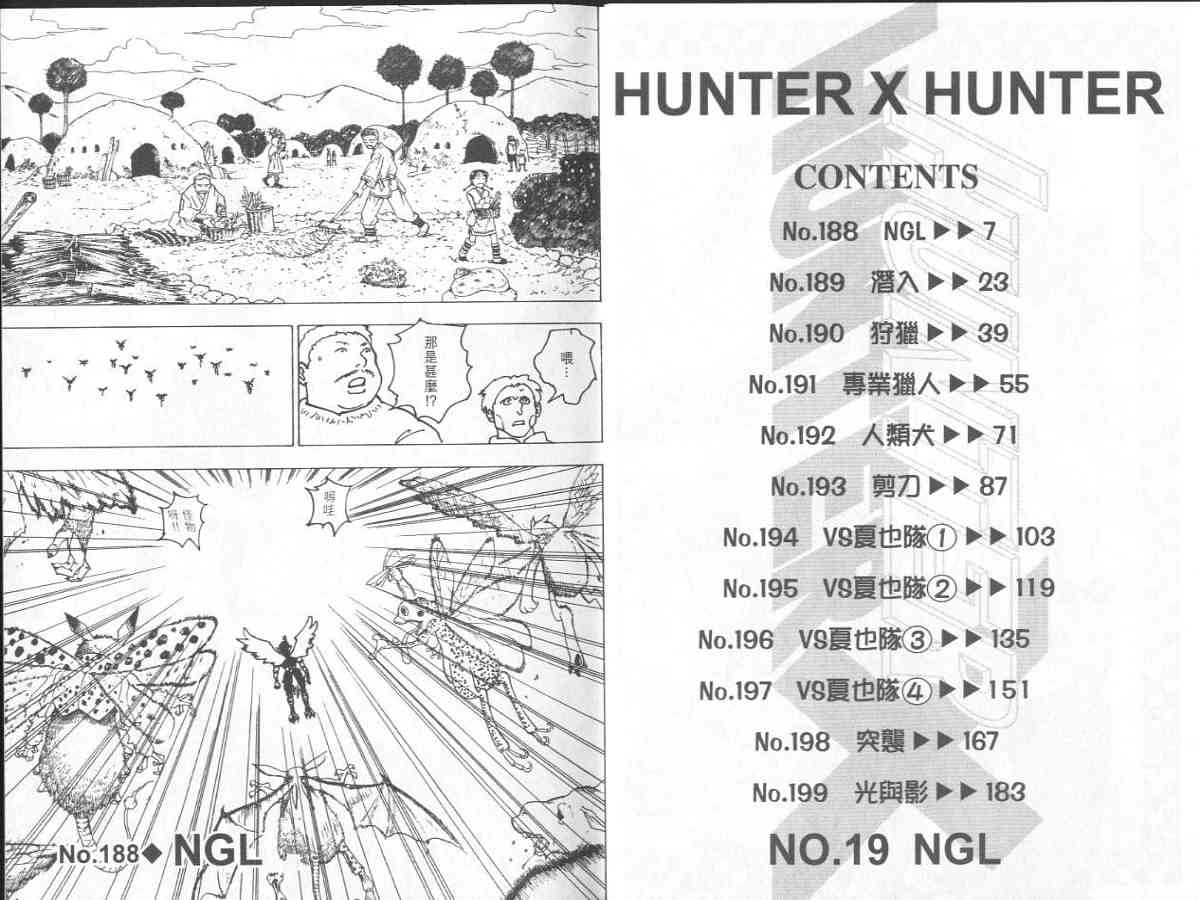 HUNTER X HUNTER
CONTENTS
No.188 NGL ▶▶ 7
No.189 潛入 ▶▶ 23
No.190 狩獵 ▶▶ 39
No.191 專業獵人 ▶▶ 55
No.192 人類犬 ▶▶ 71
No.193 剪刀 ▶▶ 87
No.194 VS夏也隊① ▶▶ 103
No.195 VS夏也隊② ▶▶ 119
No.196 VS夏也隊③ ▶▶ 135
No.197 VS夏也隊④ ▶▶ 151
No.198 突襲 ▶▶ 167
No.199 光與影 ▶▶ 183
NO.19 NGL
喂…
那是甚麼!?
嗚哇
怪物
呀!!
No.188◆ NGL